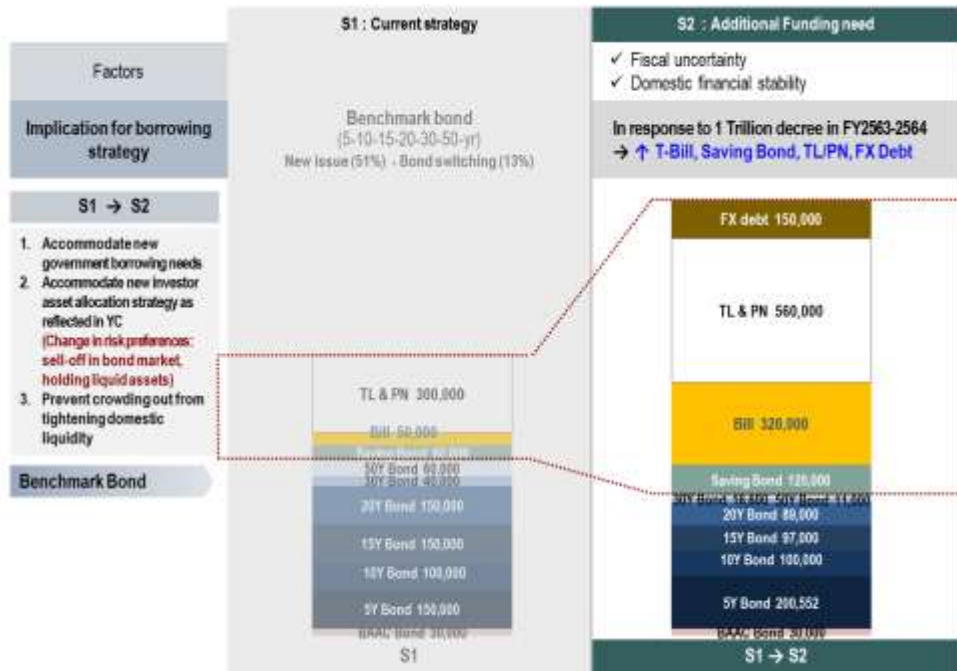 S1 : Current strategy
S2 : Additional Funding need
Factors
✓ Fiscal uncertainty
✓ Domestic financial stability
Implication for borrowing
strategy
Benchmark bond
(5-10-15-20-30-50-yr)
New issue (51%) - Bond switching (13%)
In response to 1 Trillion decree in FY2563-2564
→ ↑ T-Bill, Saving Bond, TL/PN, FX Debt
S1 → S2
1. Accommodate new
government borrowing needs
2. Accommodate new investor
asset allocation strategy as
reflected in YC
(Change in risk preferences:
sell-off in bond market,
holding liquid assets)
3. Prevent crowding out from
tightening domestic
liquidity
Benchmark Bond
TL & PN 300,000
Bill 50,000
Saving Bond
50Y Bond 60,000
30Y Bond 40,000
20Y Bond 150,000
15Y Bond 150,000
10Y Bond 100,000
5Y Bond 150,000
BAAC Bond 30,000
S1
FX debt 150,000
TL & PN 560,000
Bill 320,000
Saving Bond 120,000
30Y Bond 50Y Bond 11,000
20Y Bond 89,000
15Y Bond 97,000
10Y Bond 100,000
5Y Bond 200,552
BAAC Bond 30,000
S1 → S2